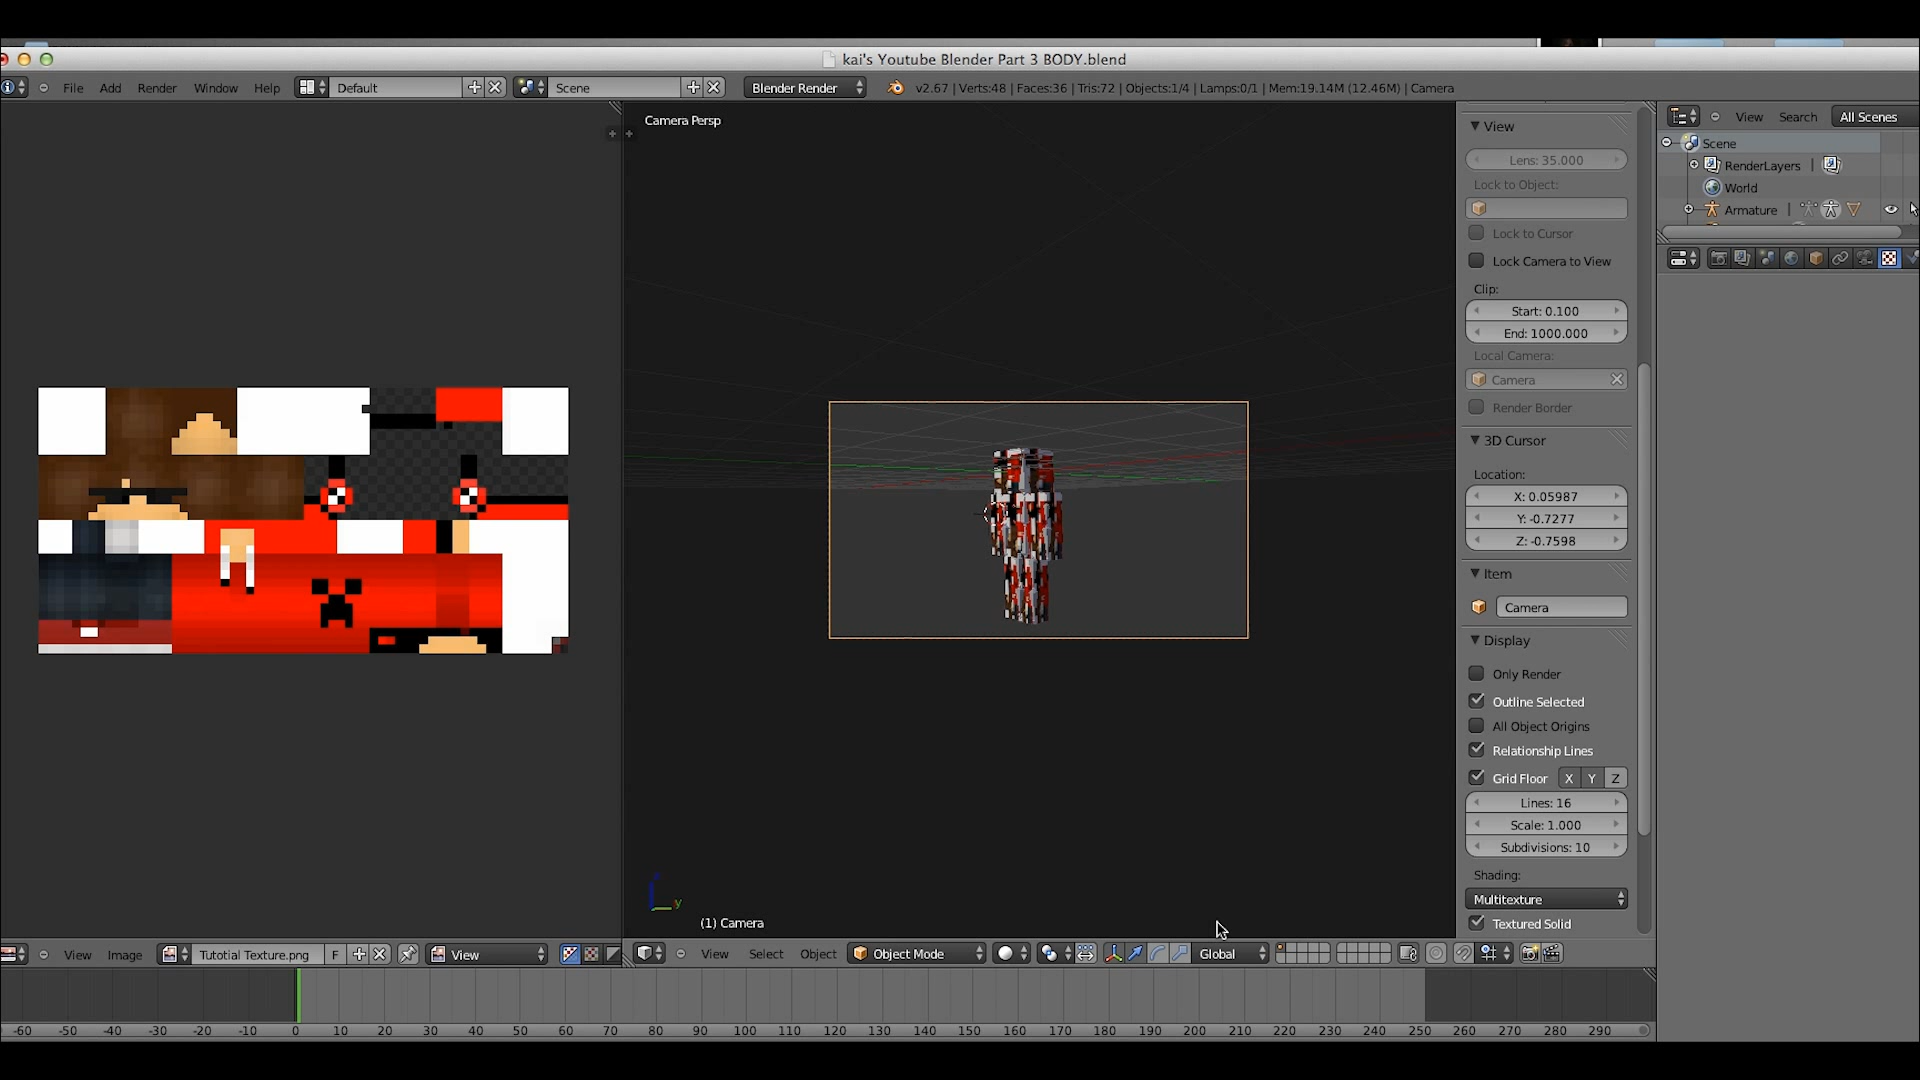 kai's Youtube Blender Part 3 BODY.blend
File Add Render Window Help Default Scene Blender Render v2.67 | Verts:48 | Faces:36 | Tris:72 | Objects:1/4 | Lamps:0/1 | Mem:19.14M (12.46M) | Camera
Camera Persp
View
Lens: 35.000
Lock to Object:
Lock to Cursor
Lock Camera to View
Clip:
Start: 0.100
End: 1000.000
Local Camera:
Camera
Render Border
3D Cursor
Location:
X: 0.05987
Y: -0.7277
Z: -0.7598
Item
Camera
Display
Only Render
Outline Selected
All Object Origins
Relationship Lines
Grid Floor X Y Z
Lines: 16
Scale: 1.000
Subdivisions: 10
Shading:
Multitexture
Textured Solid
View Search All Scenes
Scene
RenderLayers |
World
Armature |
y
(1) Camera
View Image Tutotial Texture.png F View
View Select Object Object Mode Global
-60 -50 -40 -30 -20 -10 0 10 20 30 40 50 60 70 80 90 100 110 120 130 140 150 160 170 180 190 200 210 220 230 240 250 260 270 280 290